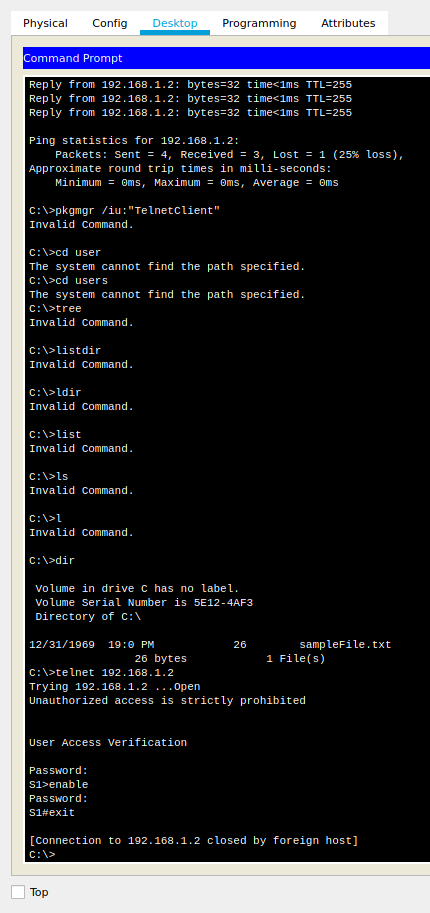 Physical Config Desktop Programming Attributes
Command Prompt
Reply from 192.168.1.2: bytes=32 time<1ms TTL=255
Reply from 192.168.1.2: bytes=32 time<1ms TTL=255
Reply from 192.168.1.2: bytes=32 time<1ms TTL=255
Ping statistics for 192.168.1.2:
    Packets: Sent = 4, Received = 3, Lost = 1 (25% loss),
Approximate round trip times in milli-seconds:
    Minimum = 0ms, Maximum = 0ms, Average = 0ms
C:\>pkgmgr /iu:"TelnetClient"
Invalid Command.
C:\>cd user
The system cannot find the path specified.
C:\>cd users
The system cannot find the path specified.
C:\>tree
Invalid Command.
C:\>listdir
Invalid Command.
C:\>ldir
Invalid Command.
C:\>list
Invalid Command.
C:\>ls
Invalid Command.
C:\>l
Invalid Command.
C:\>dir
 Volume in drive C has no label.
 Volume Serial Number is 5E12-4AF3
 Directory of C:\
12/31/1969  19:0 PM            26        sampleFile.txt
                26 bytes            1 File(s)
C:\>telnet 192.168.1.2
Trying 192.168.1.2 ...Open
Unauthorized access is strictly prohibited
User Access Verification
Password:
S1>enable
Password:
S1#exit
[Connection to 192.168.1.2 closed by foreign host]
C:\>
Top